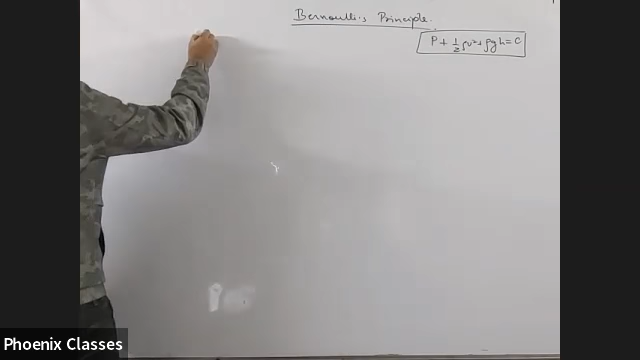 Bernoulli's Principle.
P + 1/2 ρv² + ρgh = C
Phoenix Classes